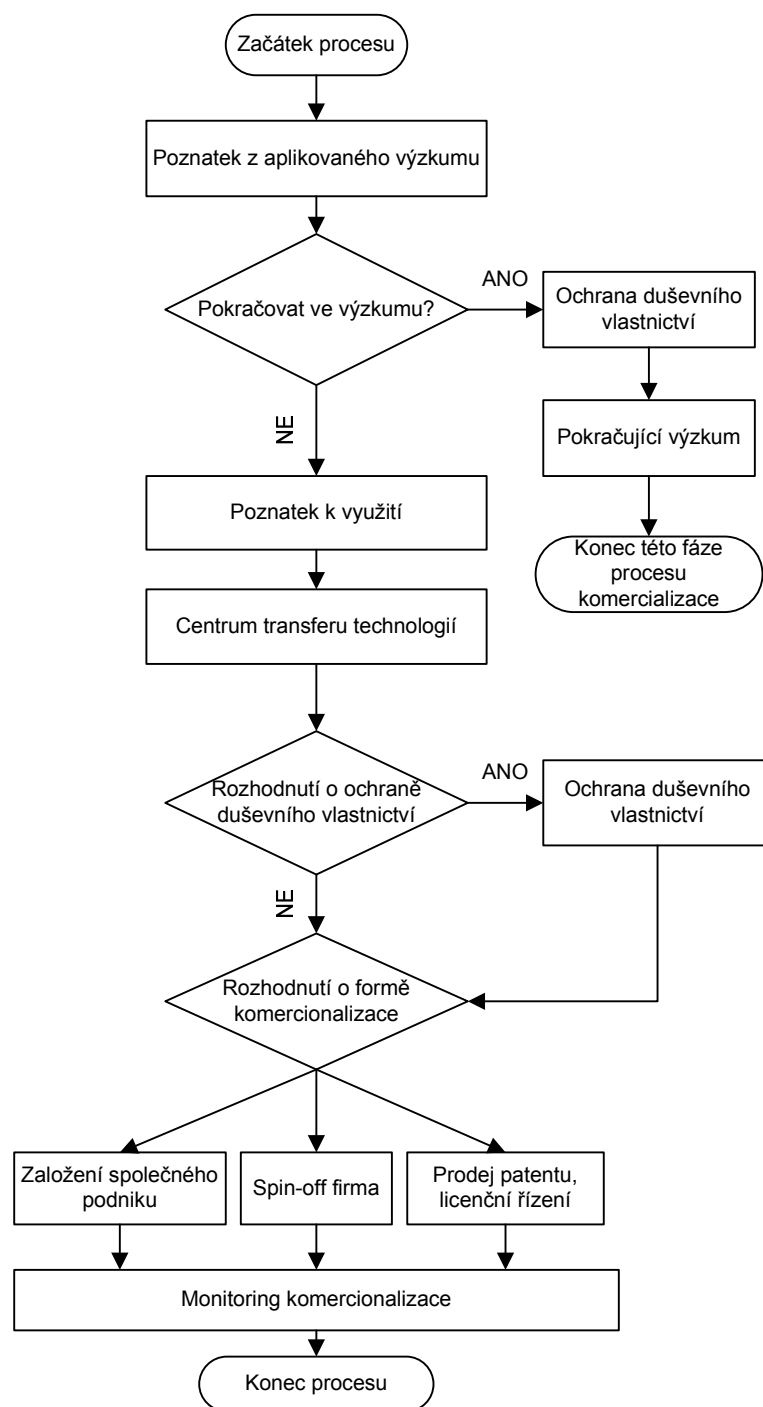 Začátek procesu
Poznatek z aplikovaného výzkumu
Pokračovat ve výzkumu?
ANO
Ochrana duševního
vlastnictví
Pokračující výzkum
Konec této fáze
procesu
komercializace
NE
Poznatek k využití
Centrum transferu technologií
Rozhodnutí o ochraně
duševního vlastnictví
ANO
Ochrana duševního
vlastnictví
NE
Rozhodnutí o formě
komercionalizace
Založení společného
podniku
Spin-off firma
Prodej patentu,
licenční řízení
Monitoring komercionalizace
Konec procesu